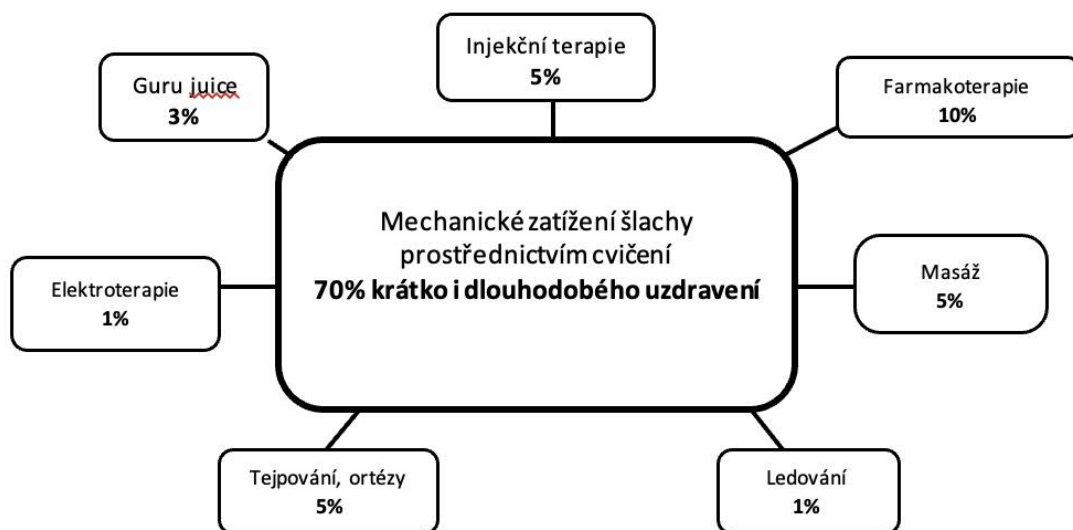 Injekční terapie
5%
Guru juice
3%
Farmakoterapie
10%
Mechanické zatížení šlachy
prostřednictvím cvičení
70% krátko i dlouhodobého uzdravení
Elektroterapie
1%
Masáž
5%
Tejpování, ortézy
5%
Ledování
1%